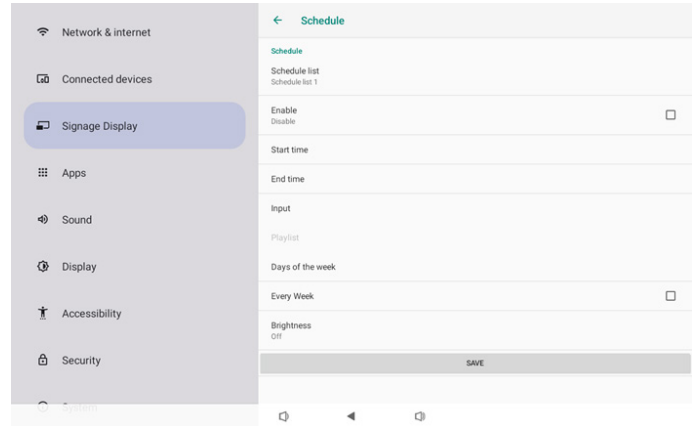 Network & internet
Connected devices
Signage Display
Apps
Sound
Display
Accessibility
Security
System
Schedule
Schedule
Schedule list
Schedule list 1
Enable
Disable
Start time
End time
Input
Playlist
Days of the week
Every Week
Brightness
Off
SAVE